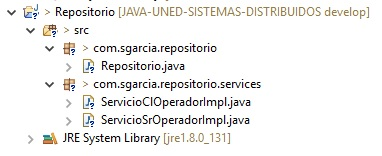 Repositorio [JAVA-UNED-SISTEMAS-DISTRIBUIDOS develop]
src
com.sgarcia.repositorio
Repositorio.java
com.sgarcia.repositorio.services
ServicioClOperadorImpl.java
ServicioSrOperadorImpl.java
JRE System Library [jre1.8.0_131]